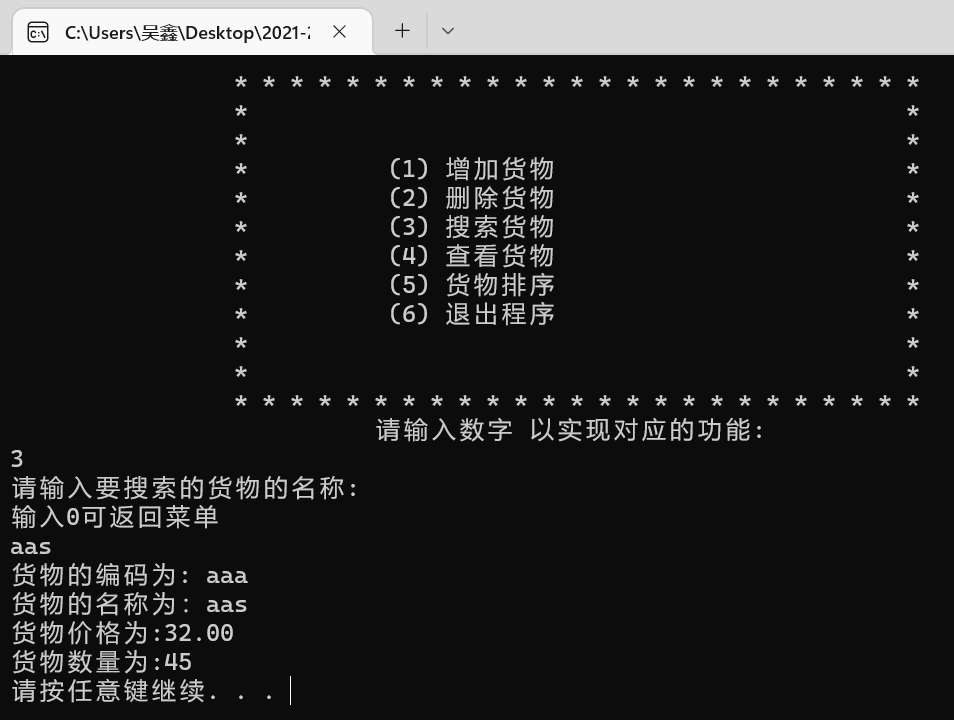 C:\Users\吴鑫\Desktop\2021-
* * * * * * * * * * * * * * * * * * * * * * * * *
* *
* *
* (1) 增加货物 *
* (2) 删除货物 *
* (3) 搜索货物 *
* (4) 查看货物 *
* (5) 货物排序 *
* (6) 退出程序 *
* *
* *
* * * * * * * * * * * * * * * * * * * * * * * * *
请输入数字 以实现对应的功能:
3
请输入要搜索的货物的名称:
输入0可返回菜单
aas
货物的编码为: aaa
货物的名称为: aas
货物价格为:32.00
货物数量为:45
请按任意键继续. . .